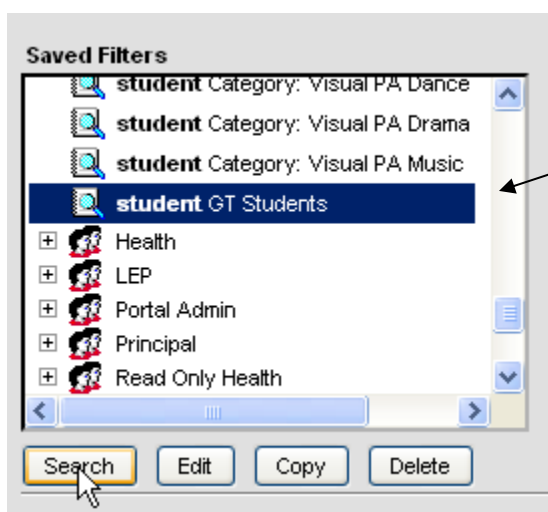 Saved Filters
student Category: Visual PA Dance
student Category: Visual PA Drama
student Category: Visual PA Music
student GT Students
Health
LEP
Portal Admin
Principal
Read Only Health
Search Edit Copy Delete